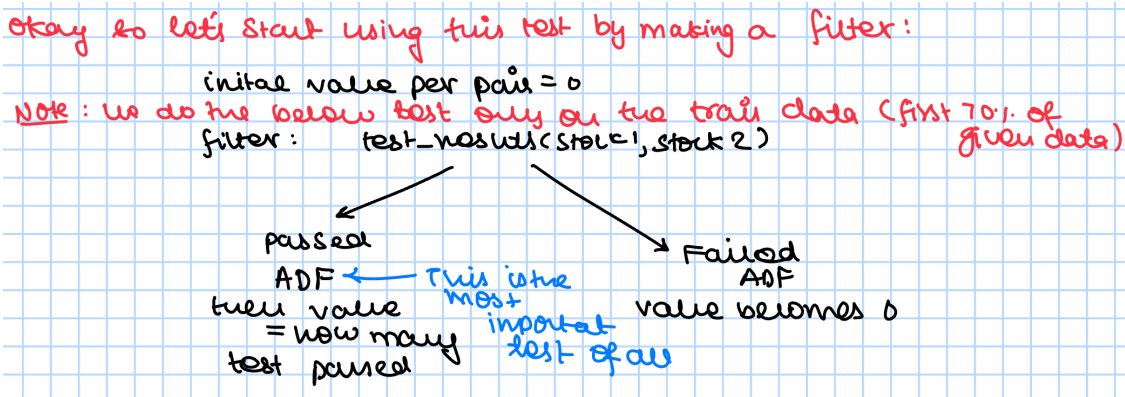 Okay so let's start using this test by making a filter:
inital value per pair = 0
Note: we do the below test only on the train data (first 70% of given data)
filter: test_results(stock1, stock2)
passed
ADF
then value
= how many
test passed
This is the
most
inportat
test of all
Failed
ADF
value becomes 0